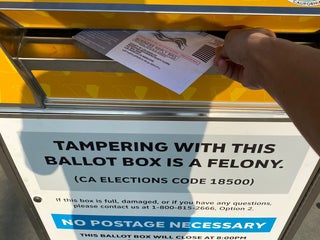 TAMPERING WITH THIS
BALLOT BOX IS A FELONY.
(CA ELECTIONS CODE 18500)
If this box is full, damaged, or if you have any questions,
please contact us at 1-800-815-2666, Option 2.
NO POSTAGE NECESSARY
THIS BALLOT BOX WILL CLOSE AT 8:00PM